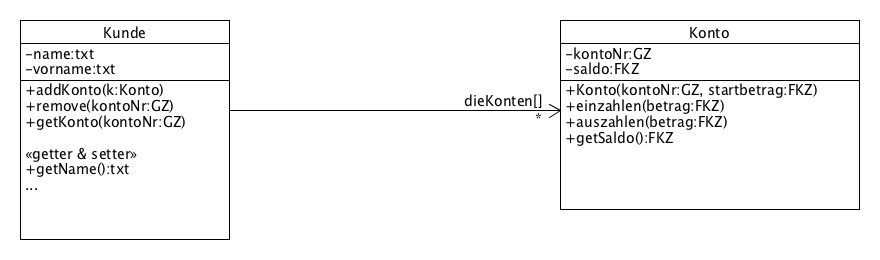 Kunde
-name:txt
-vorname:txt
+addKonto(k:Konto)
+remove(kontoNr:GZ)
+getKonto(kontoNr:GZ)
«getter & setter»
+getName():txt
...
dieKonten[]
*
Konto
-kontoNr:GZ
-saldo:FKZ
+Konto(kontoNr:GZ, startbetrag:FKZ)
+einzahlen(betrag:FKZ)
+auszahlen(betrag:FKZ)
+getSaldo():FKZ